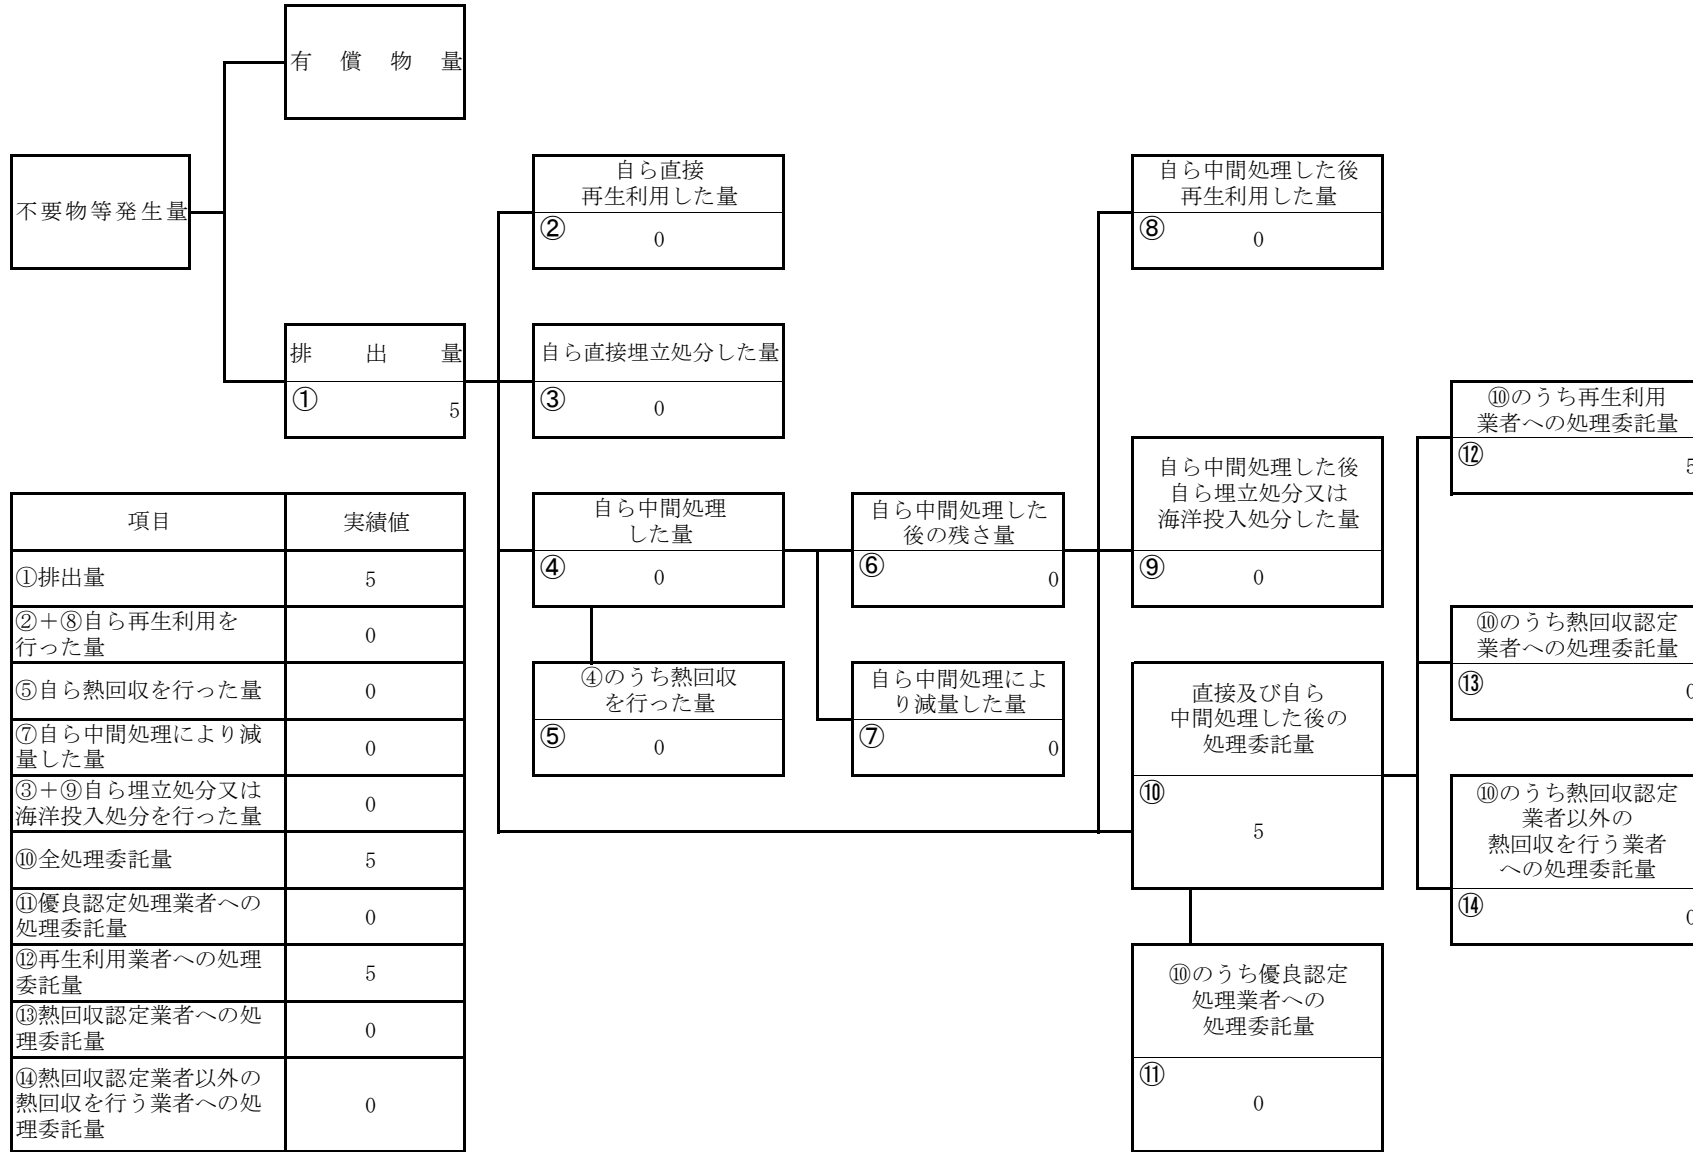 有償物量
不要物等発生量
自ら直接
再生利用した量
② 0
自ら中間処理した後
再生利用した量
⑧ 0
排出量
① 5
自ら直接埋立処分した量
③ 0
⑩のうち再生利用
業者への処理委託量
⑫ 5
自ら中間処理
した量
④ 0
自ら中間処理した
後の残さ量
⑥ 0
自ら中間処理した後
自ら埋立処分又は
海洋投入処分した量
⑨ 0
④のうち熱回収
を行った量
⑤ 0
自ら中間処理によ
り減量した量
⑦ 0
直接及び自ら
中間処理した後の
処理委託量
⑩
5
⑩のうち熱回収認定
業者への処理委託量
⑬ 0
⑩のうち熱回収認定
業者以外の
熱回収を行う業者
への処理委託量
⑭ 0
⑩のうち優良認定
処理業者への
処理委託量
⑪
0
項目 実績値
①排出量 5
②＋⑧自ら再生利用を
行った量 0
⑤自ら熱回収を行った量 0
⑦自ら中間処理により減
量した量 0
③＋⑨自ら埋立処分又は
海洋投入処分を行った量 0
⑩全処理委託量 5
⑪優良認定処理業者への
処理委託量 0
⑫再生利用業者への処理
委託量 5
⑬熱回収認定業者への処
理委託量 0
⑭熱回収認定業者以外の
熱回収を行う業者への処
理委託量 0